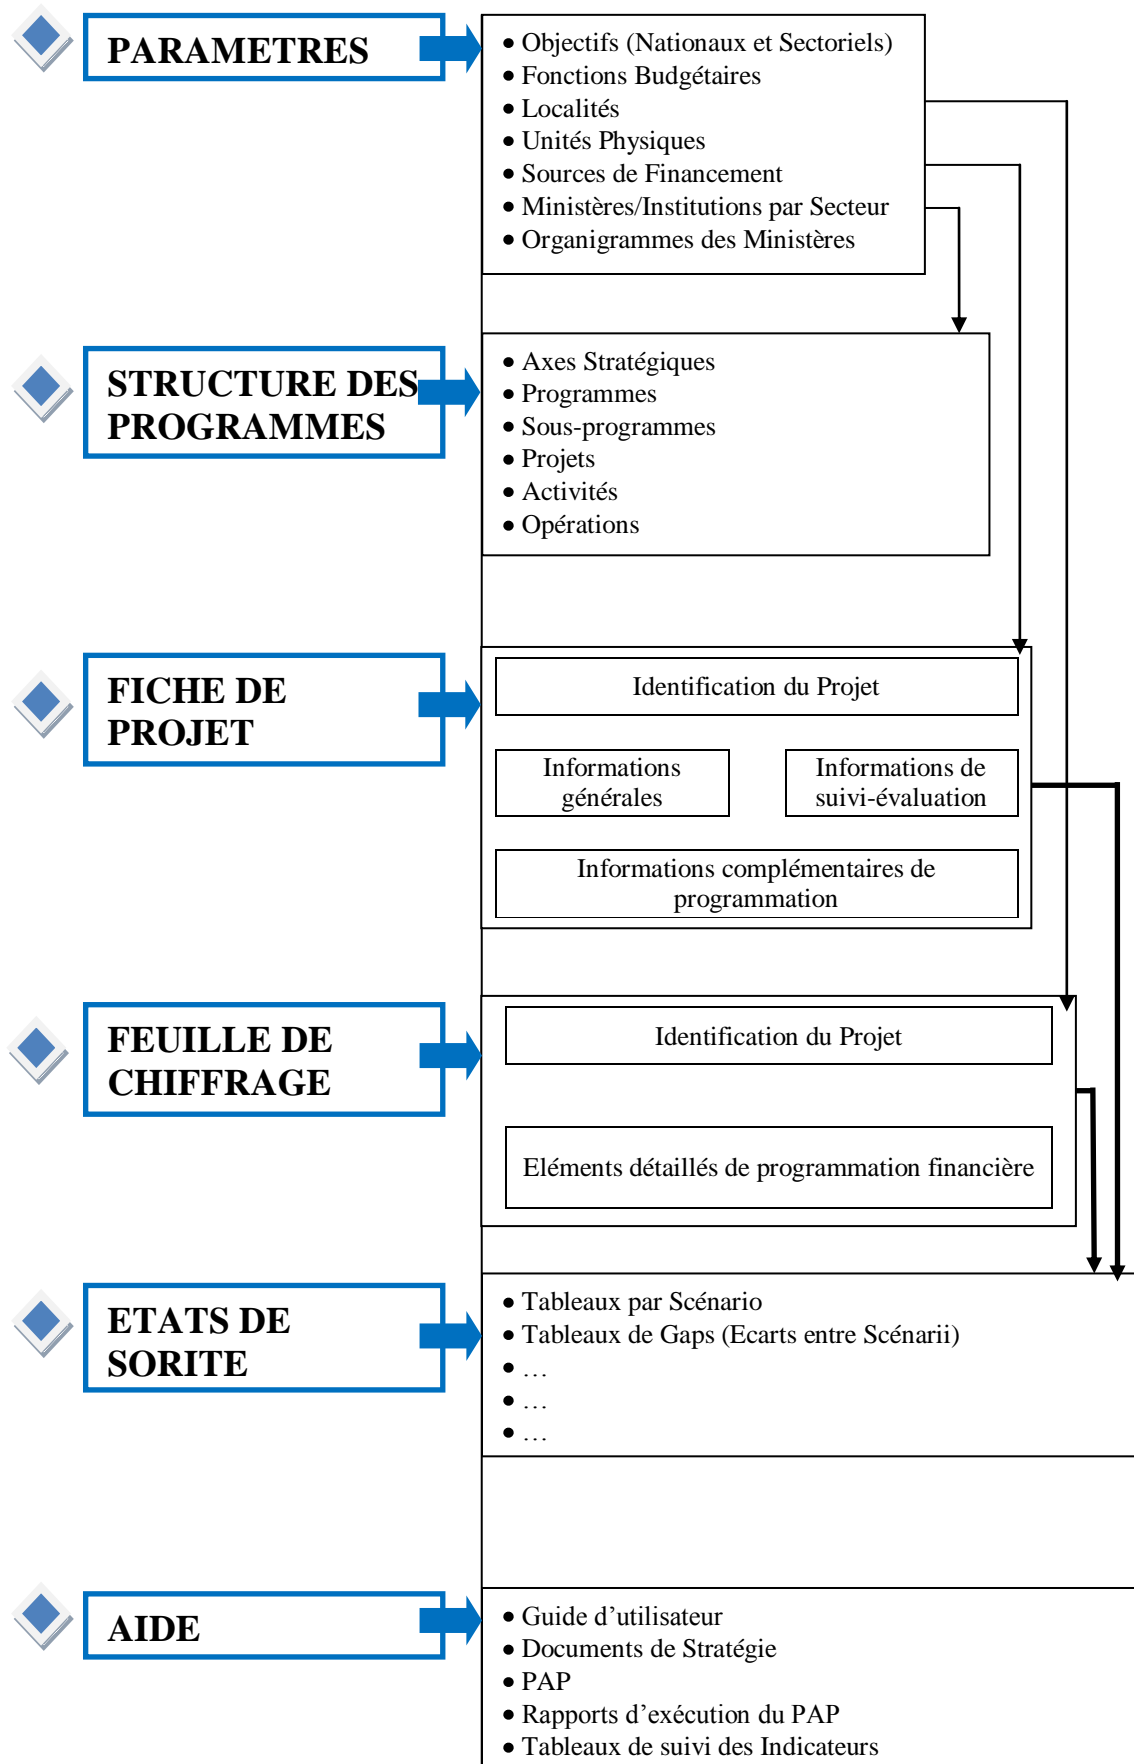 PARAMETRES
• Objectifs (Nationaux et Sectoriels)
• Fonctions Budgétaires
• Localités
• Unités Physiques
• Sources de Financement
• Ministères/Institutions par Secteur
• Organigrammes des Ministères
STRUCTURE DES
PROGRAMMES
• Axes Stratégiques
• Programmes
• Sous-programmes
• Projets
• Activités
• Opérations
FICHE DE
PROJET
Identification du Projet
Informations
générales
Informations de
suivi-évaluation
Informations complémentaires de
programmation
FEUILLE DE
CHIFFRAGE
Identification du Projet
Eléments détaillés de programmation financière
ETATS DE
SORITE
• Tableaux par Scénario
• Tableaux de Gaps (Ecarts entre Scénarii)
• …
• …
• …
AIDE
• Guide d’utilisateur
• Documents de Stratégie
• PAP
• Rapports d’exécution du PAP
• Tableaux de suivi des Indicateurs